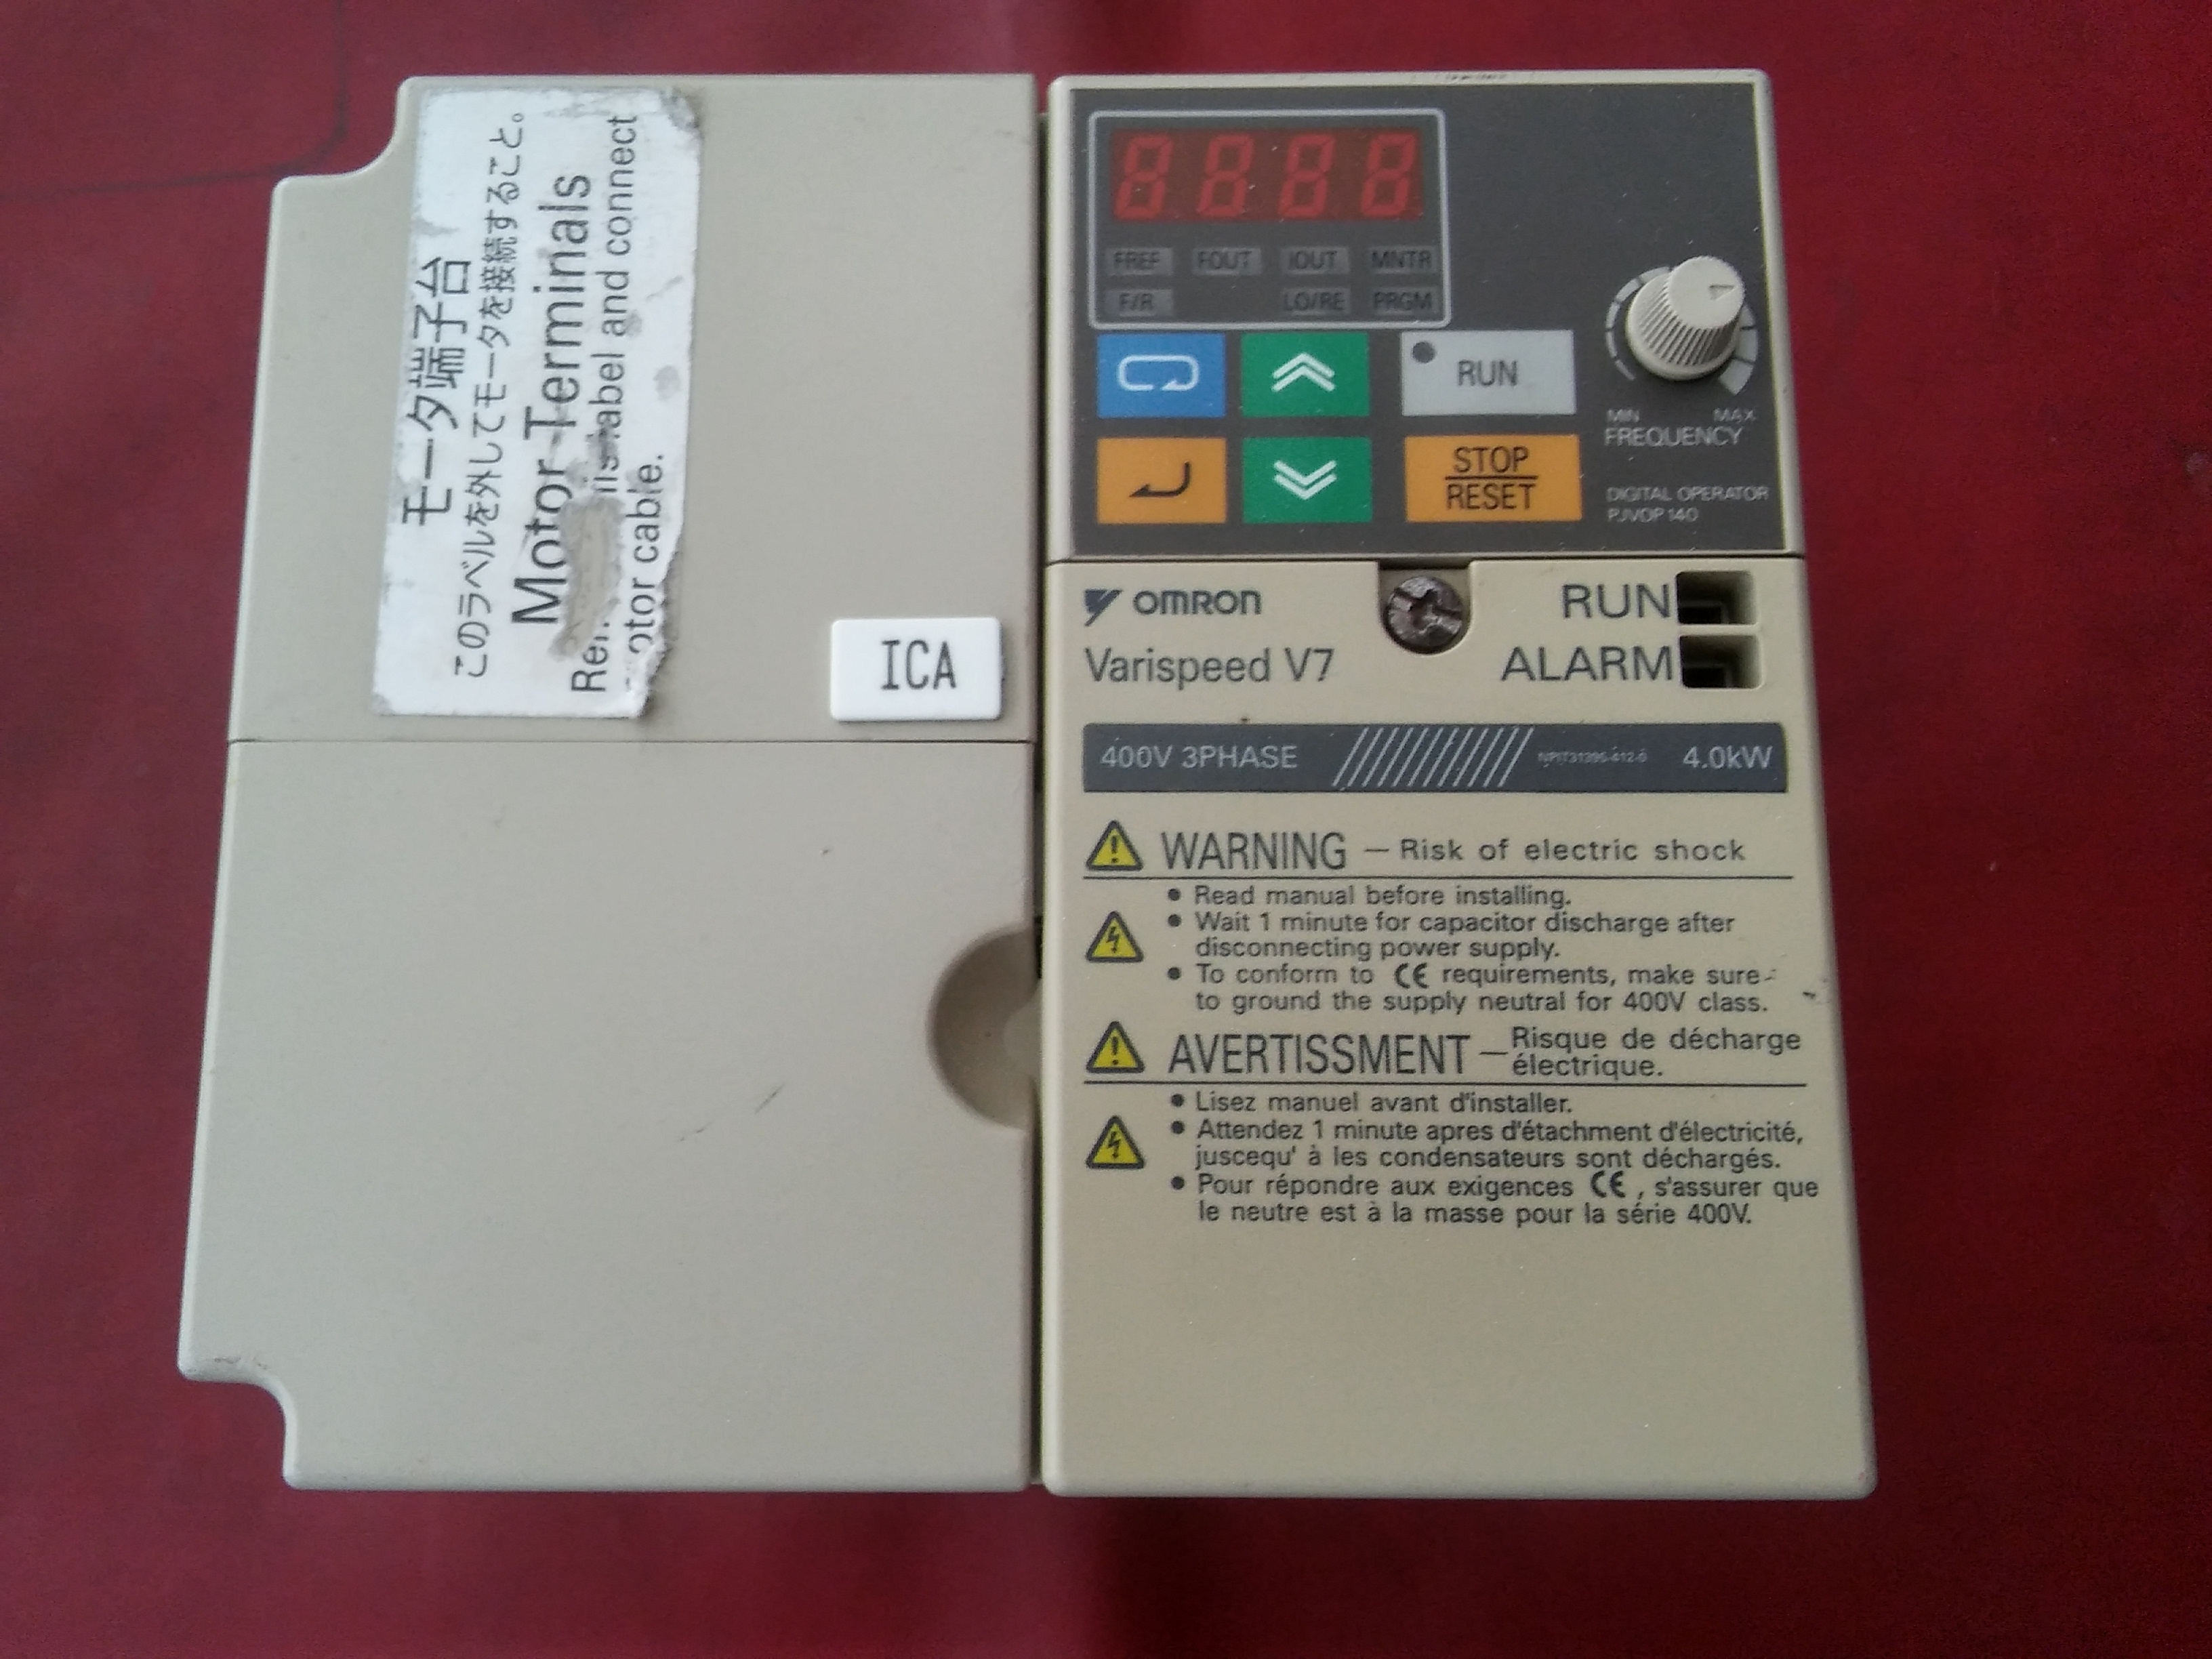 モータ端子台
このラベルを外してモータを接続すること。
Motor Terminals
label and connect
motor cable.
ICA
8888
FREF FOUT IOUT MNTR
F/R LO/RE PRGM
RUN
STOP
RESET
MIN MAX
FREQUENCY
DIGITAL OPERATOR
PJVOP140
OMRON
Varispeed V7
RUN
ALARM
400V 3PHASE
4.0kW
WARNING — Risk of electric shock
• Read manual before installing.
• Wait 1 minute for capacitor discharge after
disconnecting power supply.
• To conform to CE requirements, make sure
to ground the supply neutral for 400V class.
AVERTISSMENT — Risque de décharge
électrique.
• Lisez manuel avant d'installer.
• Attendez 1 minute apres d'étachment d'électricité,
juscequ' à les condensateurs sont déchargés.
• Pour répondre aux exigences CE , s'assurer que
le neutre est à la masse pour la série 400V.